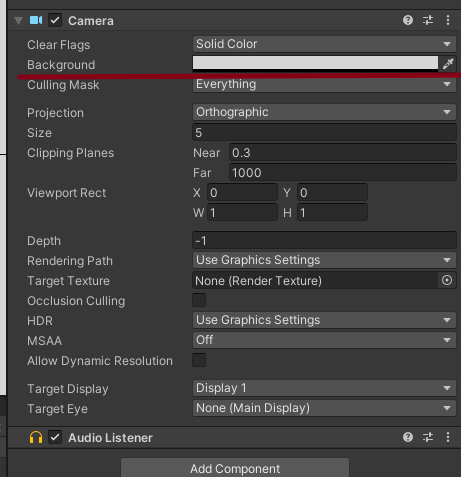 Camera
Clear Flags Solid Color
Background
Culling Mask Everything
Projection Orthographic
Size 5
Clipping Planes Near 0.3
Far 1000
Viewport Rect X 0 Y 0
W 1 H 1
Depth -1
Rendering Path Use Graphics Settings
Target Texture None (Render Texture)
Occlusion Culling
HDR Use Graphics Settings
MSAA Off
Allow Dynamic Resolution
Target Display Display 1
Target Eye None (Main Display)
Audio Listener
Add Component